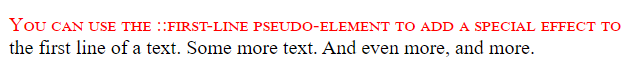 You can use the ::first-line pseudo-element to add a special effect to
the first line of a text. Some more text. And even more, and more.